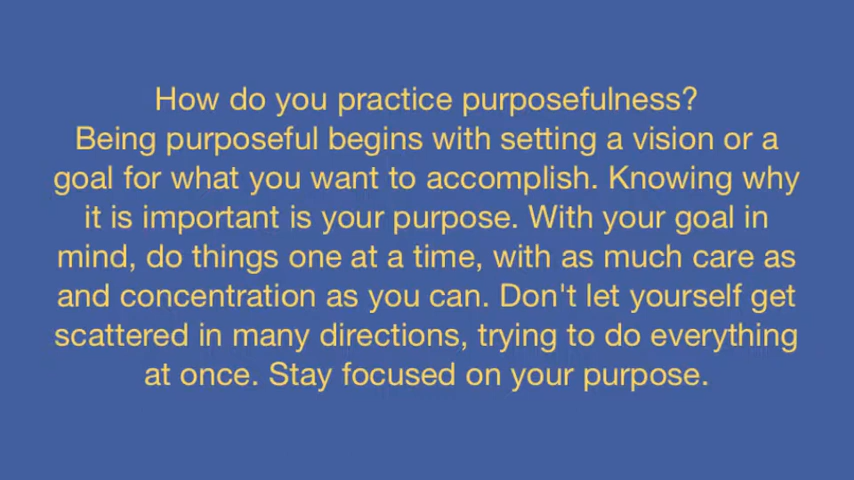 How do you practice purposefulness?
Being purposeful begins with setting a vision or a
goal for what you want to accomplish. Knowing why
it is important is your purpose. With your goal in
mind, do things one at a time, with as much care as
and concentration as you can. Don't let yourself get
scattered in many directions, trying to do everything
at once. Stay focused on your purpose.